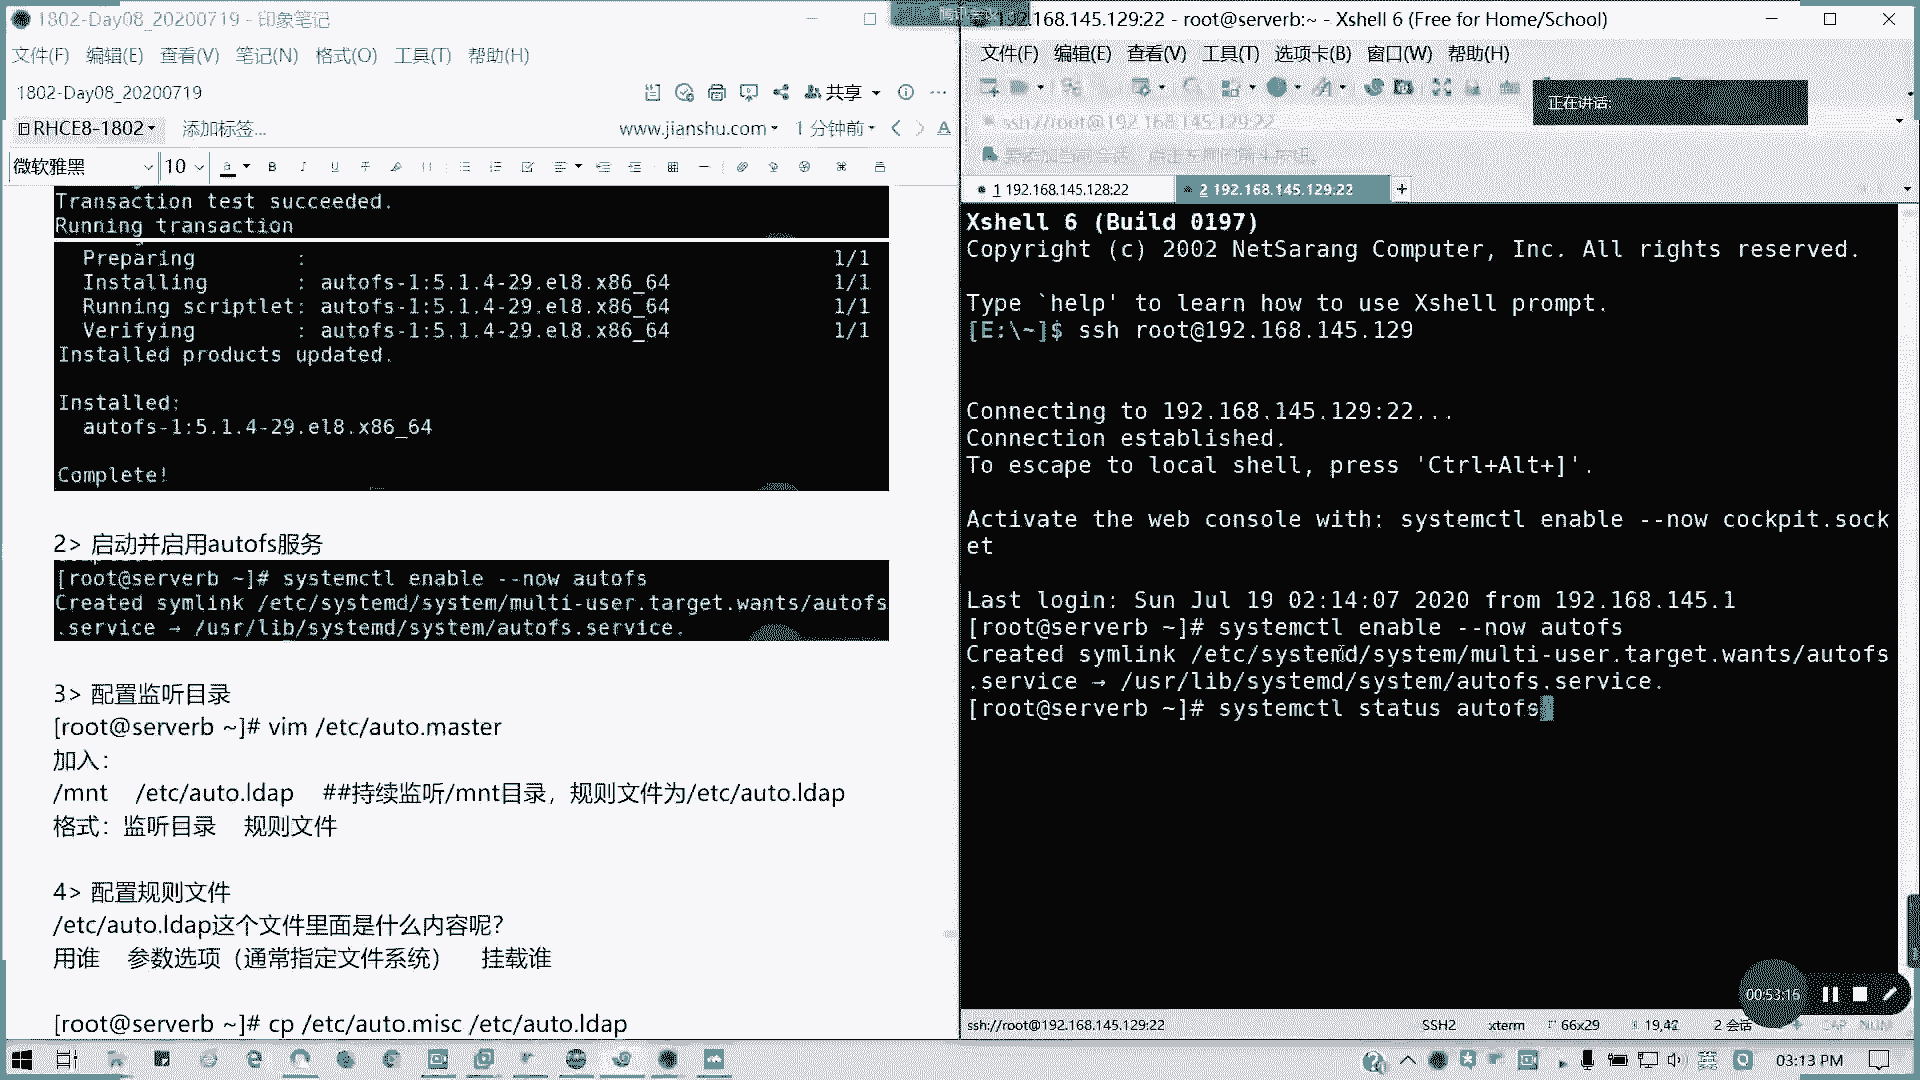 1802-Day08_20200719 - 印象笔记
文件(F) 编辑(E) 查看(V) 笔记(N) 格式(O) 工具(T) 帮助(H)
1802-Day08_20200719
共享
RHCE8-1802
添加标签...
www.jianshu.com
1 分钟前
微软雅黑
10
Transaction test succeeded.
Running transaction
Preparing : 1/1
Installing : autofs-1:5.1.4-29.el8.x86_64 1/1
Running scriptlet: autofs-1:5.1.4-29.el8.x86_64 1/1
Verifying : autofs-1:5.1.4-29.el8.x86_64 1/1
Installed products updated.
Installed:
autofs-1:5.1.4-29.el8.x86_64
Complete!
2> 启动并启用autofs服务
[root@serverb ~]# systemctl enable --now autofs
Created symlink /etc/systemd/system/multi-user.target.wants/autofs
.service → /usr/lib/systemd/system/autofs.service.
3> 配置监听目录
[root@serverb ~]# vim /etc/auto.master
加入：
/mnt /etc/auto.ldap ##持续监听/mnt目录，规则文件为/etc/auto.ldap
格式：监听目录 规则文件
4> 配置规则文件
/etc/auto.ldap这个文件里面是什么内容呢？
用谁 参数选项（通常指定文件系统） 挂载谁
[root@serverb ~]# cp /etc/auto.misc /etc/auto.ldap
192.168.145.129:22 - root@serverb:~ - Xshell 6 (Free for Home/School)
文件(F) 编辑(E) 查看(V) 工具(T) 选项卡(B) 窗口(W) 帮助(H)
正在讲话:
ssh://root@192.168.145.129:22
1 192.168.145.128:22
2 192.168.145.129:22
Xshell 6 (Build 0197)
Copyright (c) 2002 NetSarang Computer, Inc. All rights reserved.
Type `help' to learn how to use Xshell prompt.
[E:\~]$ ssh root@192.168.145.129
Connecting to 192.168.145.129:22...
Connection established.
To escape to local shell, press 'Ctrl+Alt+]'.
Activate the web console with: systemctl enable --now cockpit.sock
et
Last login: Sun Jul 19 02:14:07 2020 from 192.168.145.1
[root@serverb ~]# systemctl enable --now autofs
Created symlink /etc/systemd/system/multi-user.target.wants/autofs
.service → /usr/lib/systemd/system/autofs.service.
[root@serverb ~]# systemctl status autofs
00:53:15
ssh://root@192.168.145.129:22
SSH2
xterm
66x29
19,42
2 会话
CAP NUM
英
03:13 PM